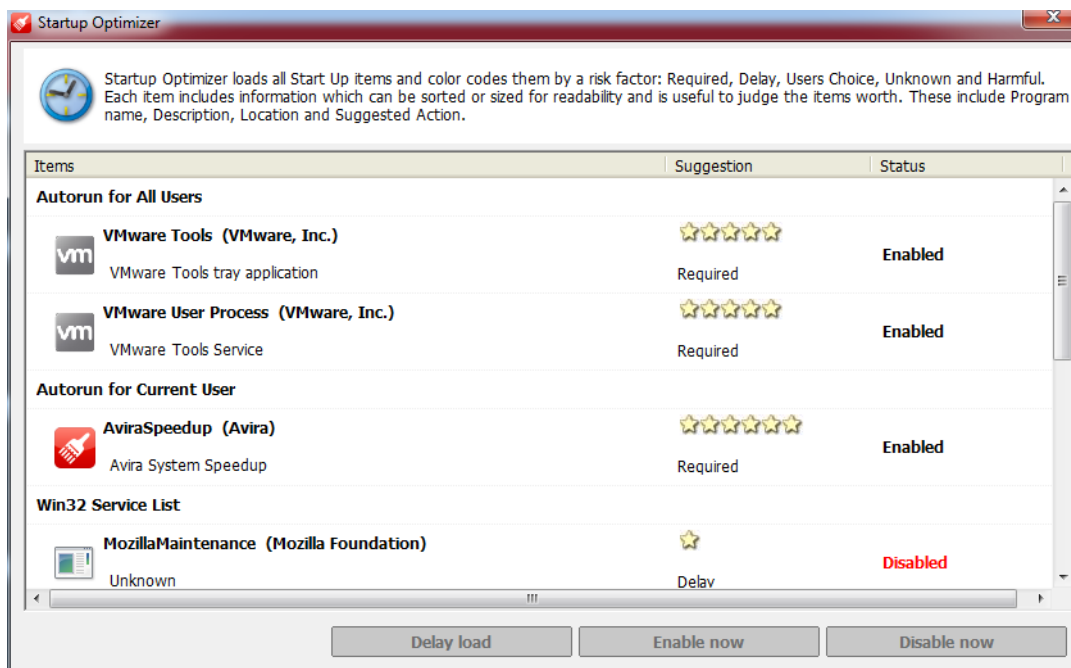 Startup Optimizer
Startup Optimizer loads all Start Up items and color codes them by a risk factor: Required, Delay, Users Choice, Unknown and Harmful.
Each item includes information which can be sorted or sized for readability and is useful to judge the items worth. These include Program
name, Description, Location and Suggested Action.
Items Suggestion Status
Autorun for All Users
vm VMware Tools (VMware, Inc.)
VMware Tools tray application Required Enabled
vm VMware User Process (VMware, Inc.)
VMware Tools Service Required Enabled
Autorun for Current User
AviraSpeedup (Avira)
Avira System Speedup Required Enabled
Win32 Service List
MozillaMaintenance (Mozilla Foundation)
Unknown Delay Disabled
Delay load Enable now Disable now